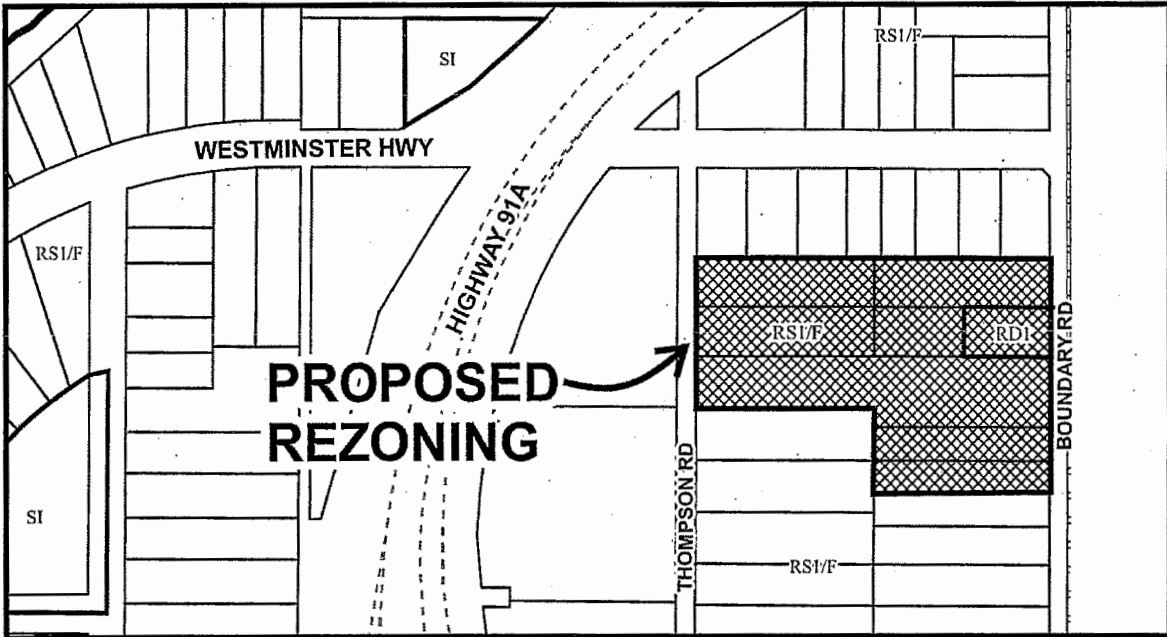 RS1/F
SI
WESTMINSTER HWY
HIGHWAY 91A
RS1/F
RS1/F
RD1
BOUNDARY RD
PROPOSED
REZONING
THOMPSON RD
SI
RS1/F